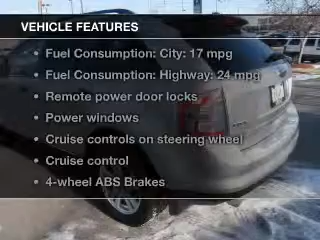 VEHICLE FEATURES
• Fuel Consumption: City: 17 mpg
• Fuel Consumption: Highway: 24 mpg
• Remote power door locks
• Power windows
• Cruise controls on steering wheel
• Cruise control
• 4-wheel ABS Brakes